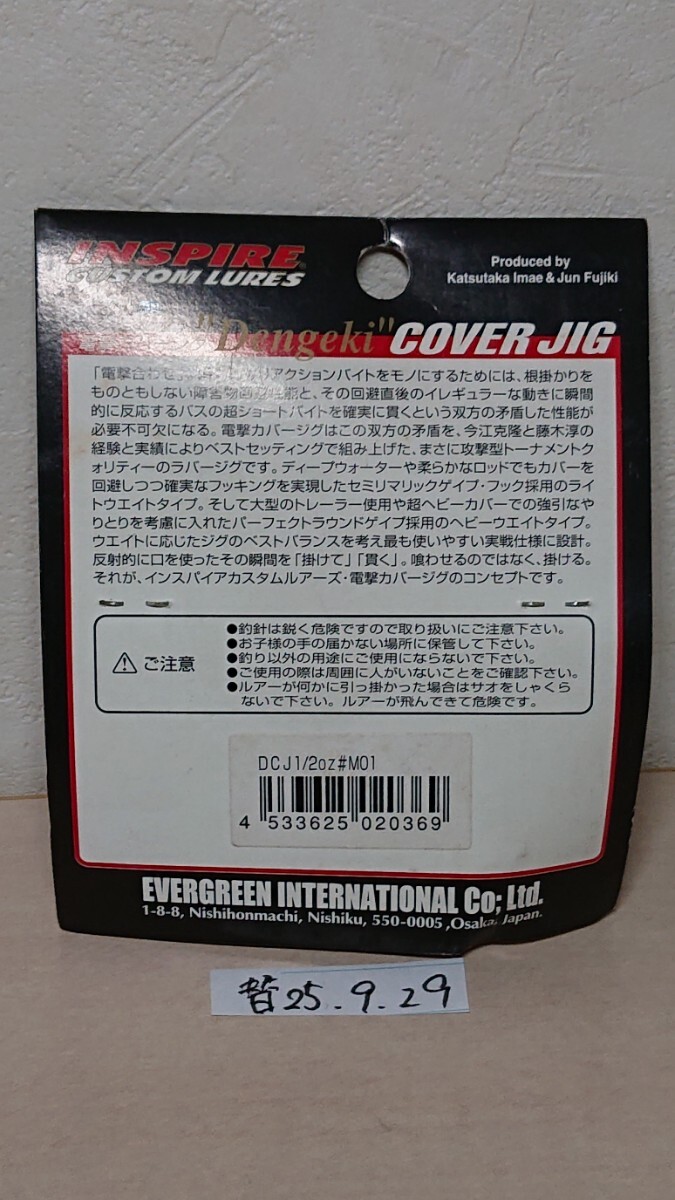 INSPIRE
CUSTOM LURES
Produced by
Katsutaka Imae & Jun Fujiki
"Dengeki" COVER JIG
「電撃合わせ リアクションバイトをモノにするためには、根掛かりを
ものともしない障害物回避性能と、その回避直後のイレギュラーな動きに瞬間
的に反応するバスの超ショートバイトを確実に貫くという双方の矛盾した性能が
必要不可欠になる。電撃カバージグはこの双方の矛盾を、今江克隆と藤木淳の
経験と実績によりベストセッティングで組み上げた、まさに攻撃型トーナメントク
ォリティーのラバージグです。ディープウォーターや柔らかなロッドでもカバーを
回避しつつ確実なフッキングを実現したセミリマリックゲイプ・フック採用のライ
トウエイトタイプ。そして大型のトレーラー使用や超ヘビーカバーでの強引なや
りとりを考慮に入れたパーフェクトラウンドゲイプ採用のヘビーウエイトタイプ。
ウエイトに応じたジグのベストバランスを考え最も使いやすい実戦仕様に設計。
反射的に口を使ったその瞬間を「掛けて」「貫く」。喰わせるのではなく、掛ける。
それが、インスパイアカスタムルアーズ・電撃カバージグのコンセプトです。
⚠ ご注意
●釣針は鋭く危険ですので取り扱いにご注意下さい。
●お子様の手の届かない場所に保管して下さい。
●釣り以外の用途にご使用にならないで下さい。
●ご使用の際は周囲に人がいないことをご確認下さい。
●ルアーが何かに引っ掛かった場合はサオをしゃくら
ないで下さい。ルアーが飛んできて危険です。
DCJ1/2oz#M01
4 533625 020369
EVERGREEN INTERNATIONAL Co; Ltd.
1-8-8, Nishihonmachi, Nishiku, 550-0005 ,Osaka, Japan.
25.9.29